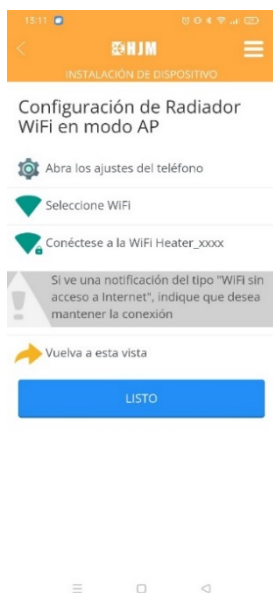 15:11
HJM
INSTALACIÓN DE DISPOSITIVO
Configuración de Radiador
WiFi en modo AP
Abra los ajustes del teléfono
Seleccione WiFi
Conéctese a la WiFi Heater_xxxx
Si ve una notificación del tipo "WiFi sin
acceso a Internet", indique que desea
mantener la conexión
Vuelva a esta vista
LISTO